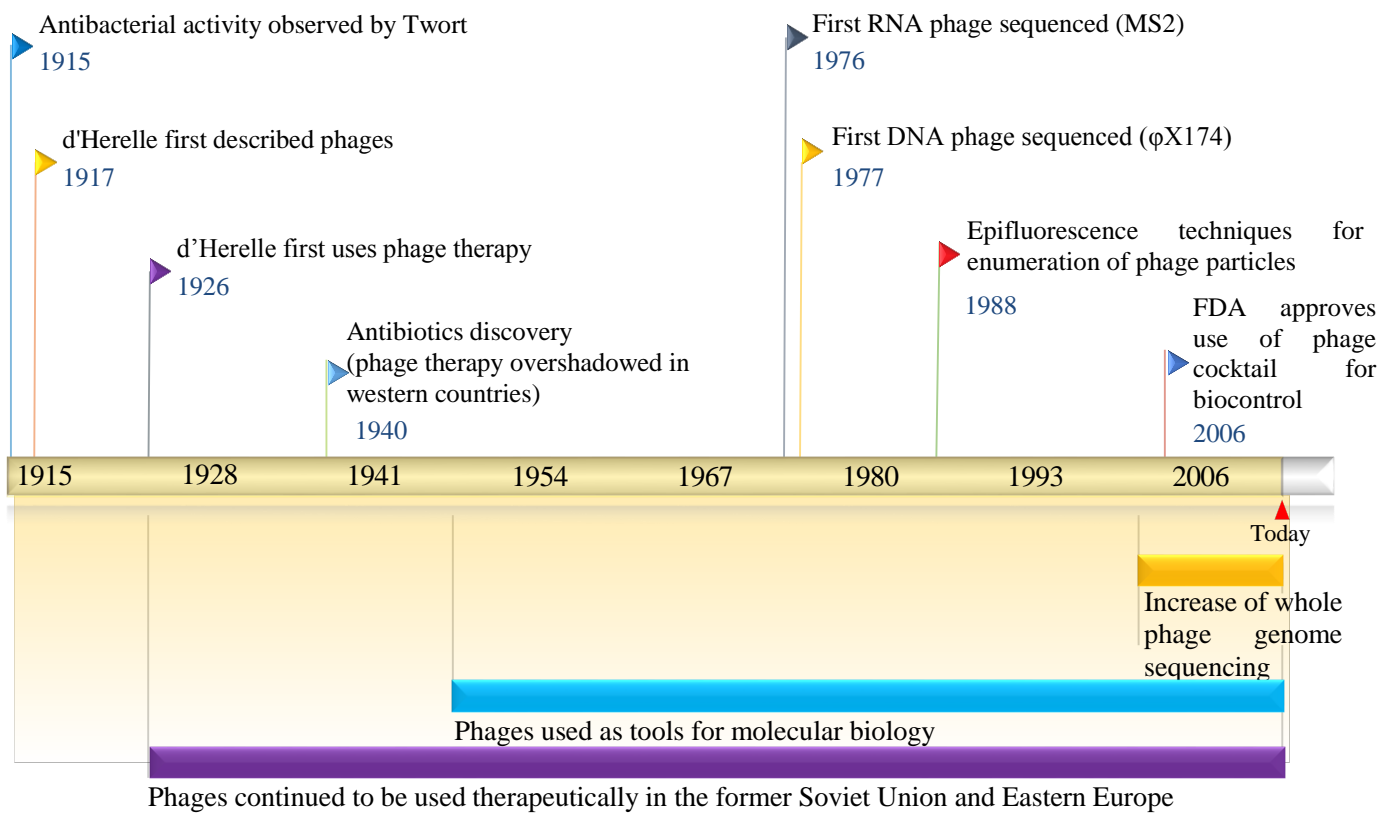 Antibacterial activity observed by Twort
1915
d'Herelle first described phages
1917
d’Herelle first uses phage therapy
1926
Antibiotics discovery
(phage therapy overshadowed in
western countries)
1940
First RNA phage sequenced (MS2)
1976
First DNA phage sequenced (φX174)
1977
Epifluorescence techniques for
enumeration of phage particles
1988
FDA approves
use of phage
cocktail for
biocontrol
2006
1915 1928 1941 1954 1967 1980 1993 2006
Today
Increase of whole
phage genome
sequencing
Phages used as tools for molecular biology
Phages continued to be used therapeutically in the former Soviet Union and Eastern Europe